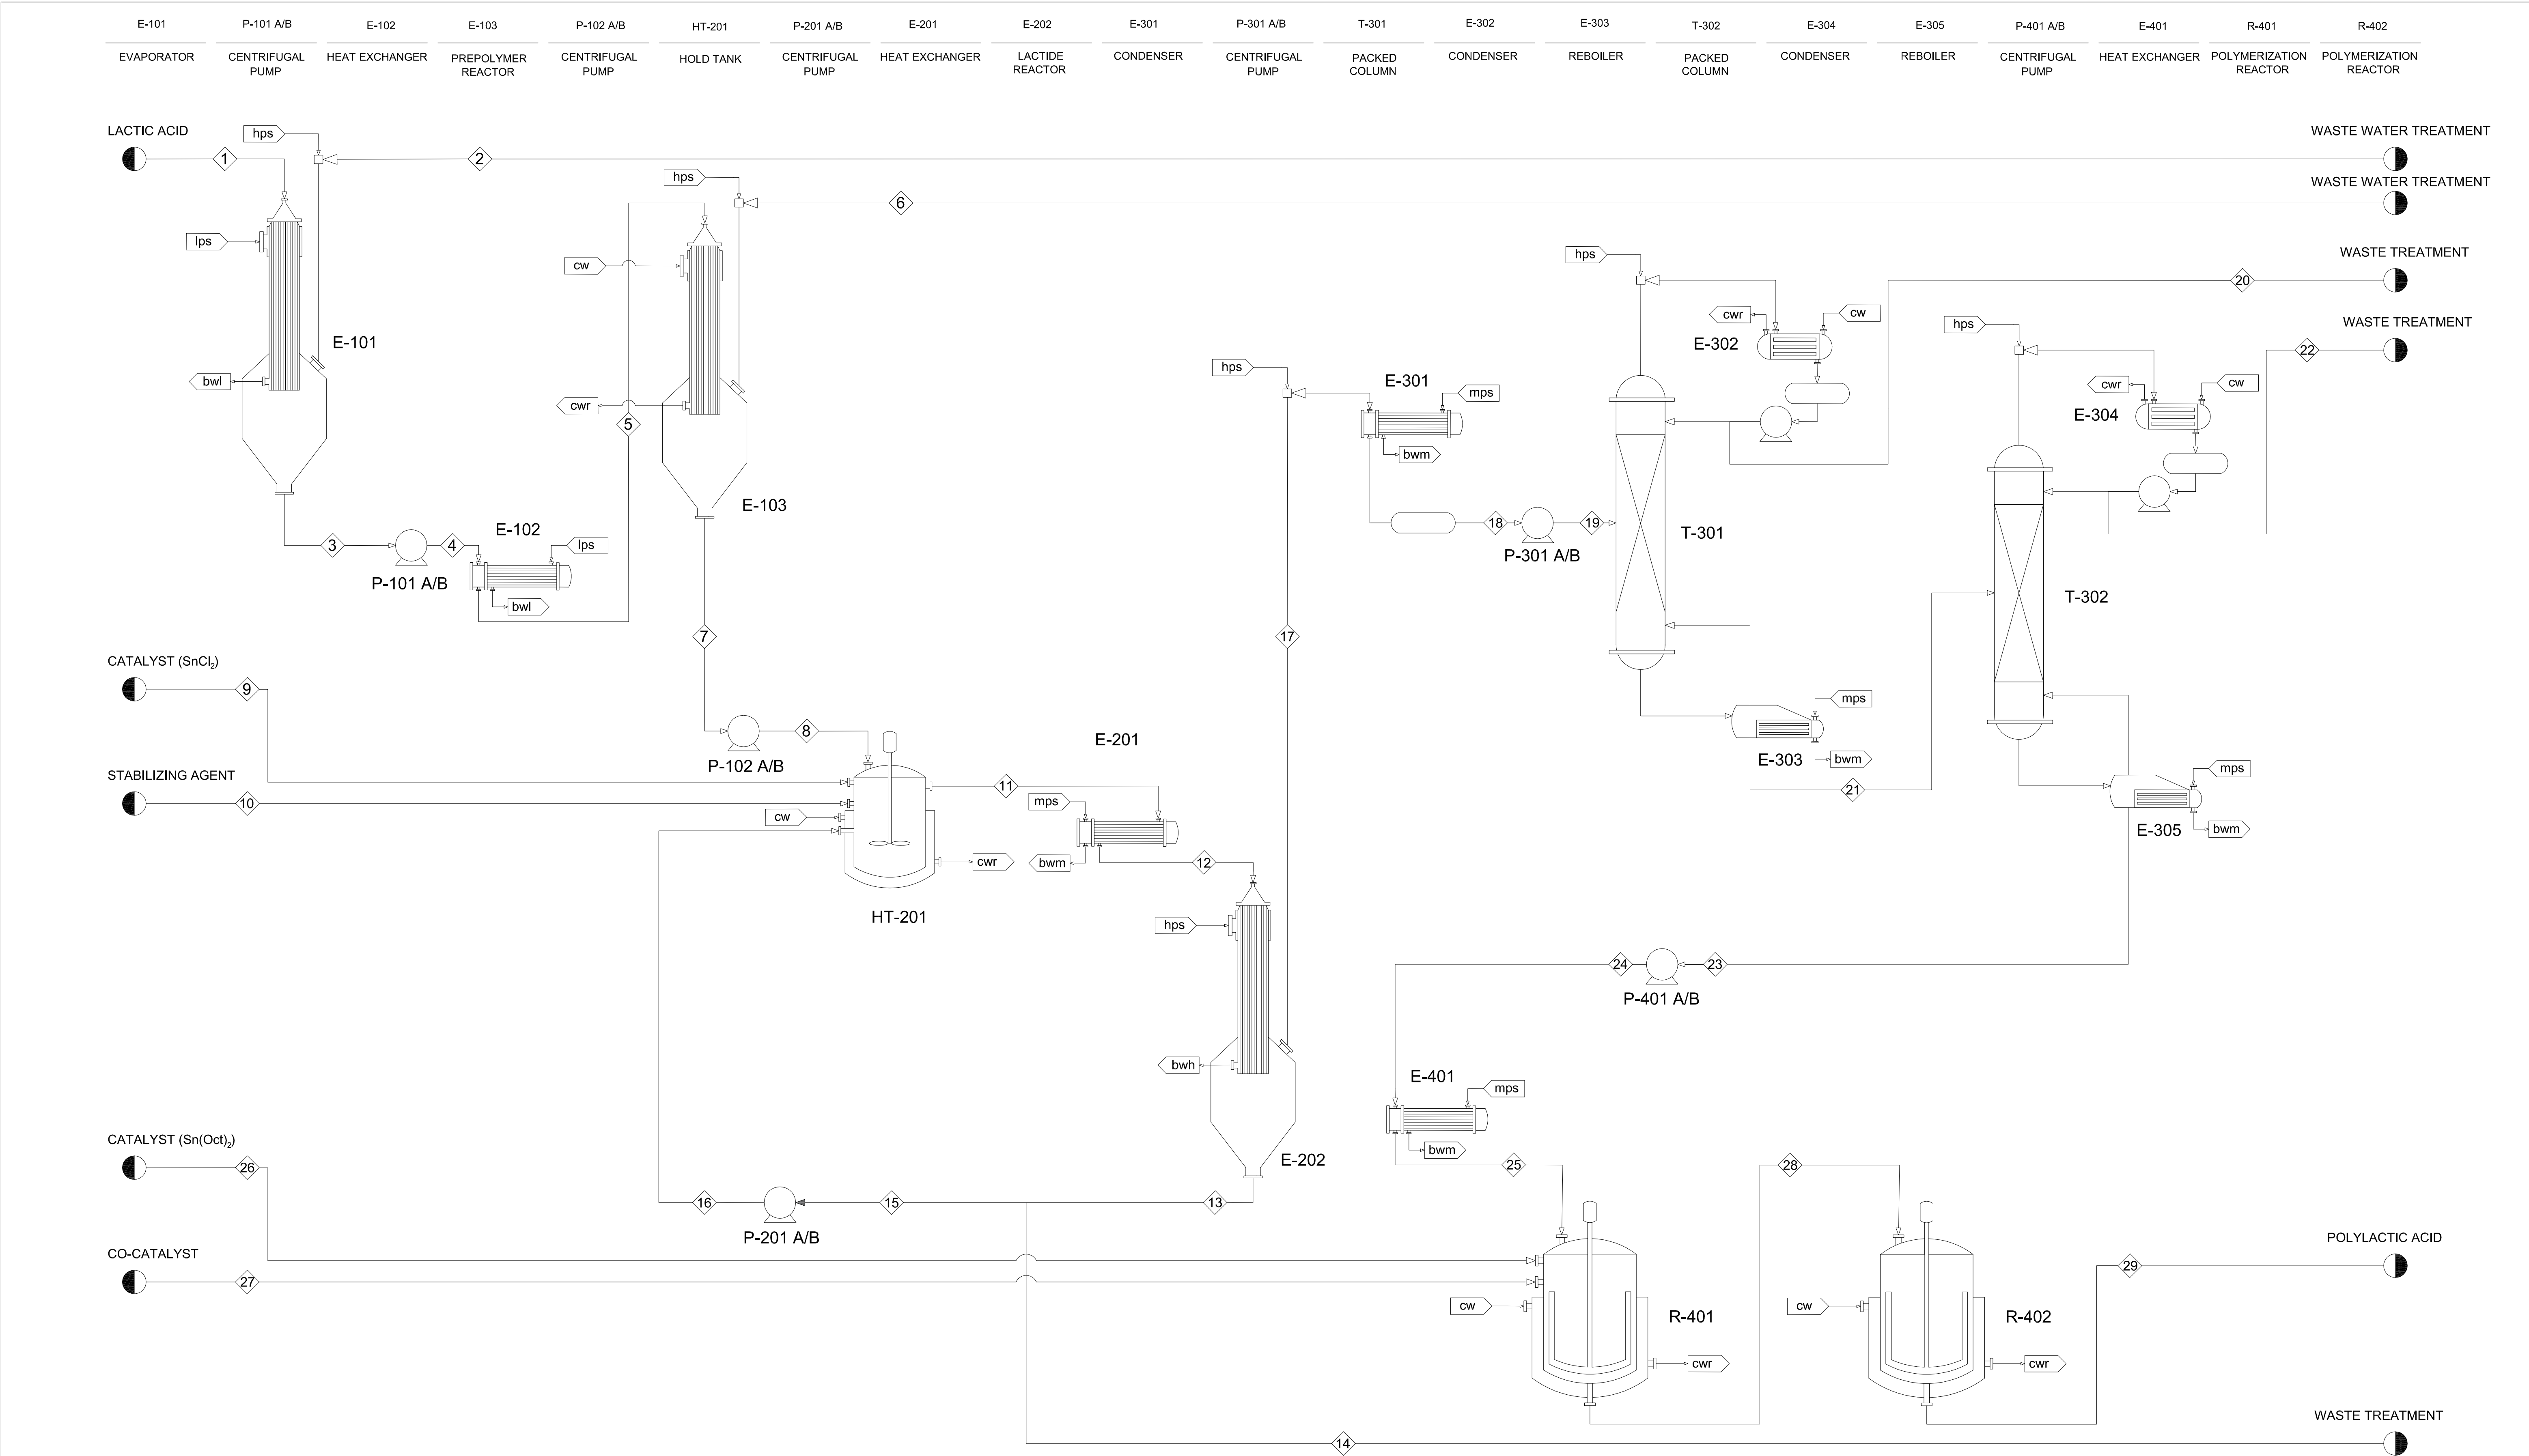 E-101
P-101 A/B
E-102
E-103
P-102 A/B
HT-201
P-201 A/B
E-201
E-202
E-301
P-301 A/B
T-301
E-302
E-303
T-302
E-304
E-305
P-401 A/B
E-401
R-401
R-402
EVAPORATOR
CENTRIFUGAL
PUMP
HEAT EXCHANGER
PREPOLYMER
REACTOR
CENTRIFUGAL
PUMP
HOLD TANK
CENTRIFUGAL
PUMP
HEAT EXCHANGER
LACTIDE
REACTOR
CONDENSER
CENTRIFUGAL
PUMP
PACKED
COLUMN
CONDENSER
REBOILER
PACKED
COLUMN
CONDENSER
REBOILER
CENTRIFUGAL
PUMP
HEAT EXCHANGER
POLYMERIZATION
REACTOR
POLYMERIZATION
REACTOR
LACTIC ACID
hps
WASTE WATER TREATMENT
1
2
hps
WASTE WATER TREATMENT
6
lps
cw
hps
WASTE TREATMENT
20
cwr
cw
hps
WASTE TREATMENT
E-101
E-302
22
bwl
hps
E-301
mps
cwr
cw
cwr
5
E-304
bwm
E-103
E-102
18
19
T-301
3
4
lps
P-301 A/B
P-101 A/B
bwl
T-302
7
17
CATALYST (SnCl2)
9
mps
8
E-201
E-303
bwm
P-102 A/B
mps
STABILIZING AGENT
10
11
21
mps
cw
E-305
bwm
12
bwm
cwr
HT-201
hps
24
23
P-401 A/B
bwh
E-401
mps
CATALYST (Sn(Oct)2)
bwm
26
E-202
25
28
16
15
13
P-201 A/B
CO-CATALYST
POLYLACTIC ACID
27
29
cw
R-401
cw
R-402
cwr
cwr
WASTE TREATMENT
14